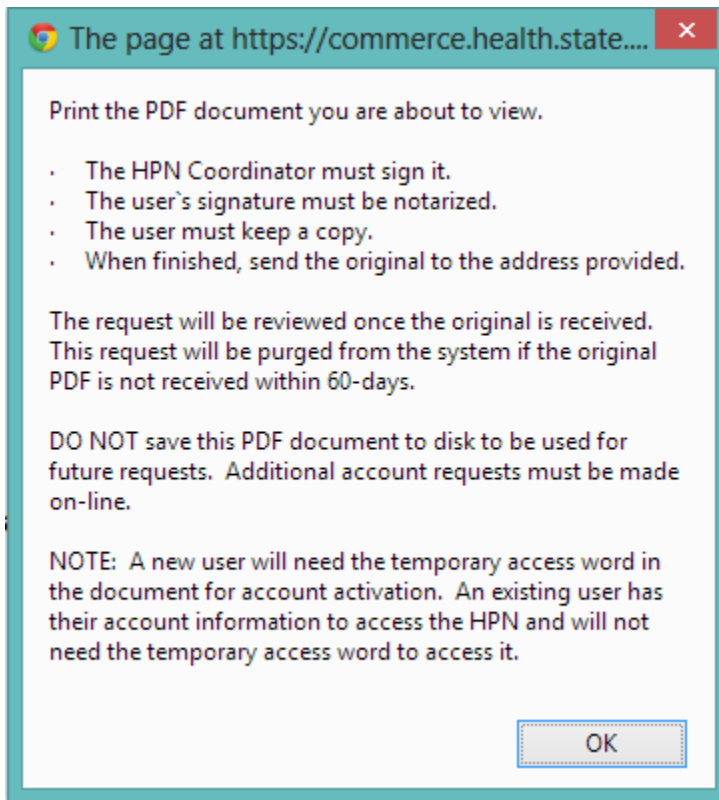 The page at https://commerce.health.state....
Print the PDF document you are about to view.
· The HPN Coordinator must sign it.
· The user`s signature must be notarized.
· The user must keep a copy.
· When finished, send the original to the address provided.
The request will be reviewed once the original is received.
This request will be purged from the system if the original
PDF is not received within 60-days.
DO NOT save this PDF document to disk to be used for
future requests.  Additional account requests must be made
on-line.
NOTE:  A new user will need the temporary access word in
the document for account activation.  An existing user has
their account information to access the HPN and will not
need the temporary access word to access it.
OK